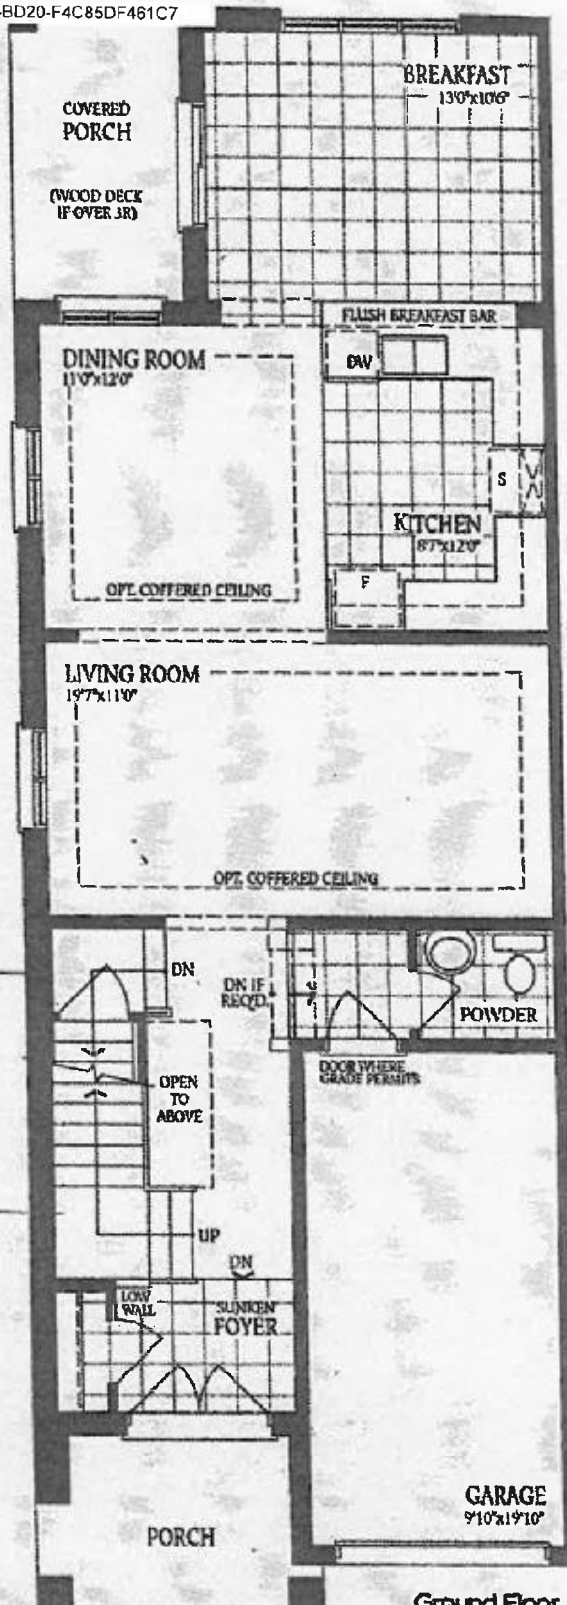 -BD20-F4C85DF461C7
BREAKFAST
13'0"x10'6"
COVERED
PORCH
(WOOD DECK
IF OVER 3R)
FLUSH BREAKFAST BAR
DINING ROOM
11'0"x12'0"
DW
S
KITCHEN
8'7"x12'0"
F
OPT. COFFERED CEILING
LIVING ROOM
19'7"x11'0"
OPT. COFFERED CEILING
DN
DN IF
REQ'D.
POWDER
DOOR WHERE
GRADE PERMITS
OPEN
TO
ABOVE
UP
DN
LOW
WALL
SUNKEN
FOYER
GARAGE
9'10"x19'10"
PORCH
Ground Floor